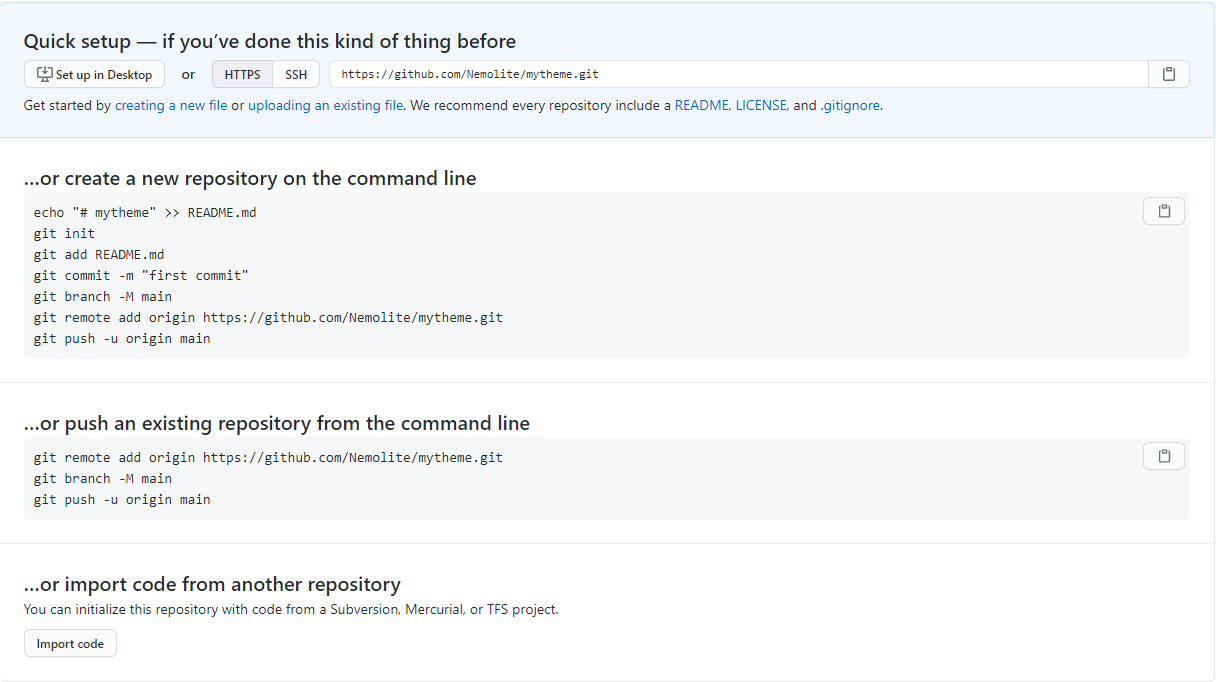 Quick setup — if you’ve done this kind of thing before
Set up in Desktop or HTTPS SSH https://github.com/Nemolite/mytheme.git
Get started by creating a new file or uploading an existing file. We recommend every repository include a README, LICENSE, and .gitignore.
…or create a new repository on the command line
echo "# mytheme" >> README.md
git init
git add README.md
git commit -m "first commit"
git branch -M main
git remote add origin https://github.com/Nemolite/mytheme.git
git push -u origin main
…or push an existing repository from the command line
git remote add origin https://github.com/Nemolite/mytheme.git
git branch -M main
git push -u origin main
…or import code from another repository
You can initialize this repository with code from a Subversion, Mercurial, or TFS project.
Import code